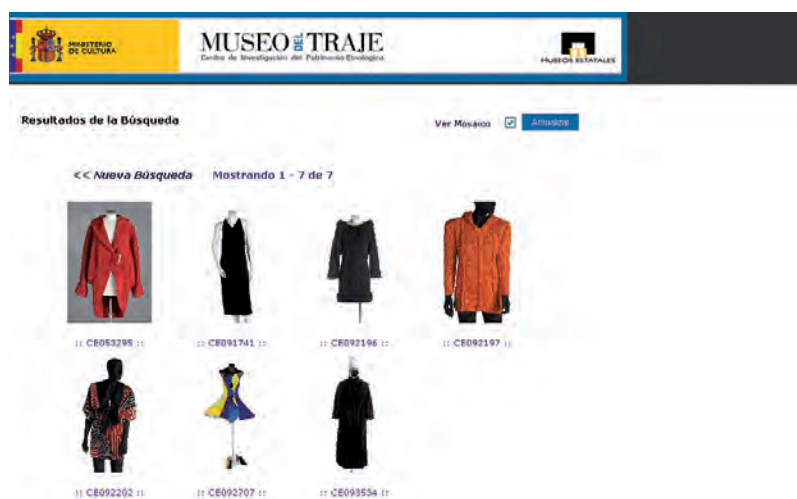 MINISTERIO
DE CULTURA
MUSEO DEL TRAJE
Centro de Investigación del Patrimonio Etnológico
MUSEOS ESTATALES
Resultados de la Búsqueda
Ver Mosaico
Actualizar
<< Nueva Búsqueda Mostrando 1 - 7 de 7
:: CE053295 :: :: CE091741 :: :: CE092196 :: :: CE092197 ::
:: CE092202 :: :: CE092707 :: :: CE093534 ::